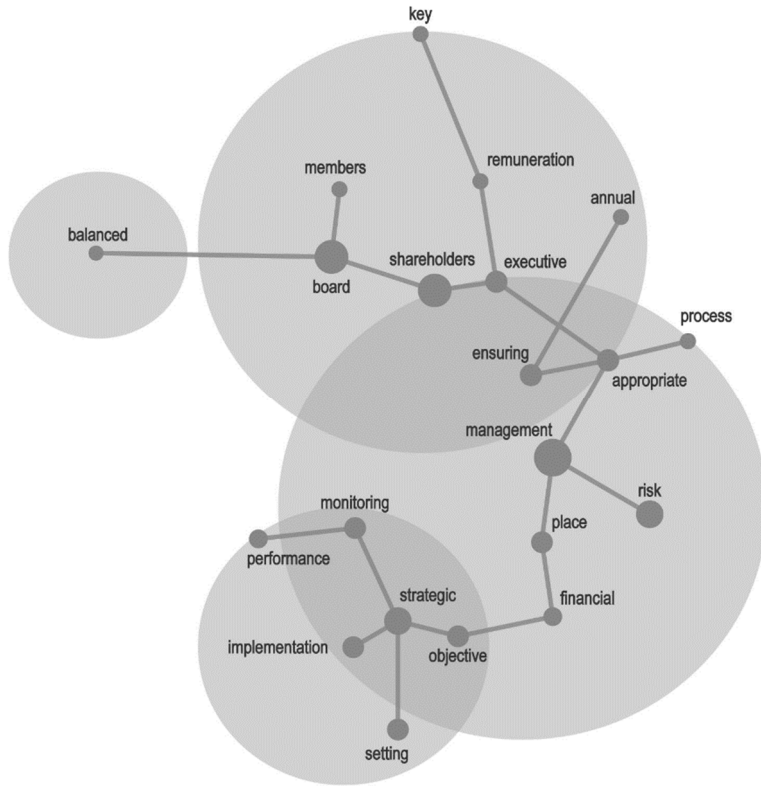 key
members
remuneration
annual
balanced
shareholders
executive
board
process
ensuring
appropriate
management
risk
monitoring
place
performance
strategic
financial
implementation
objective
setting